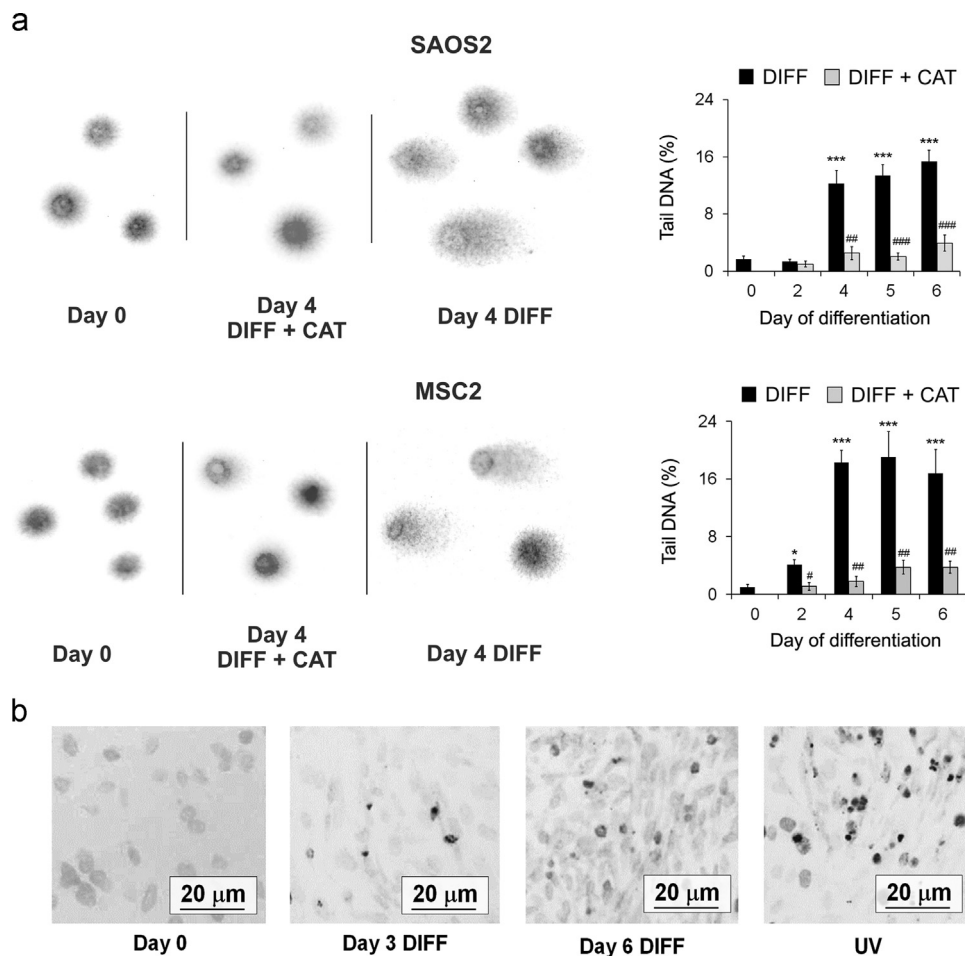 a
SAOS2
Day 0
Day 4
DIFF + CAT
Day 4 DIFF
DIFF DIFF + CAT
Tail DNA (%)
24
16
8
0
***
***
***
##
###
###
0 2 4 5 6
Day of differentiation
MSC2
Day 0
Day 4
DIFF + CAT
Day 4 DIFF
DIFF DIFF + CAT
Tail DNA (%)
24
16
8
0
*
***
***
***
#
##
##
##
0 2 4 5 6
Day of differentiation
b
20 μm
20 μm
20 μm
20 μm
Day 0
Day 3 DIFF
Day 6 DIFF
UV